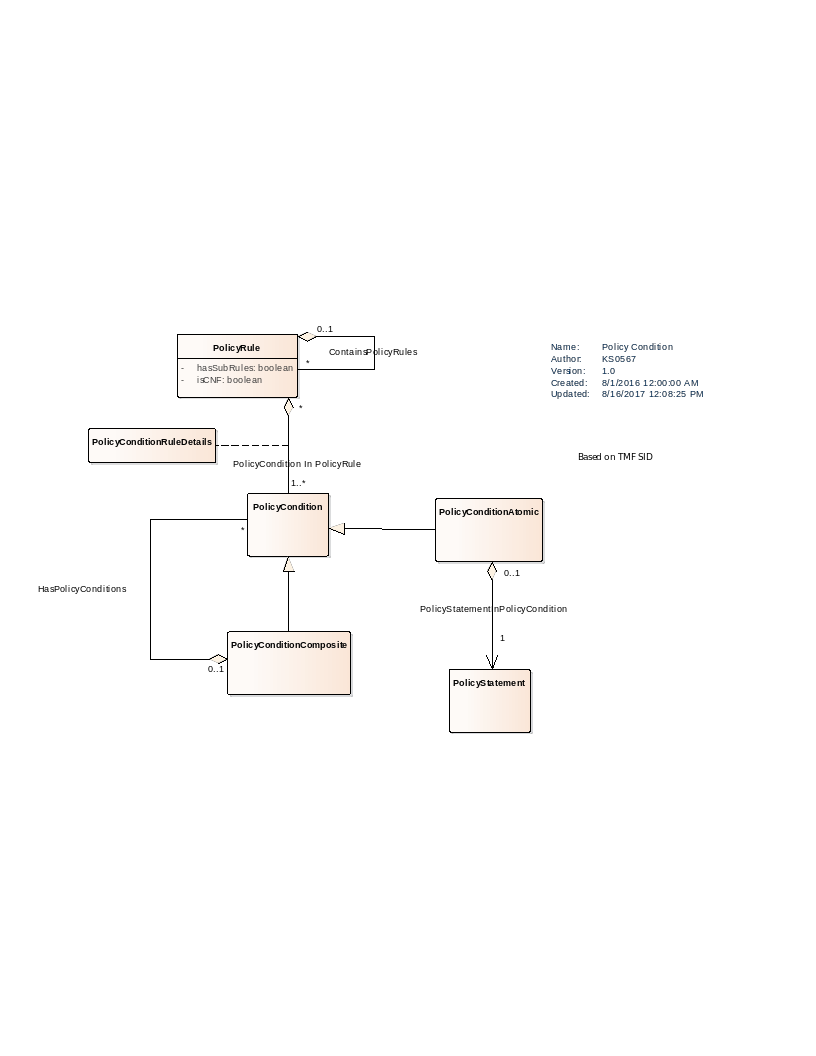 0..1
PolicyRule
ContainsPolicyRules
*
- hasSubRules: boolean
- isCNF: boolean
Name: Policy Condition
Author: KS0567
Version: 1.0
Created: 8/1/2016 12:00:00 AM
Updated: 8/16/2017 12:08:25 PM
*
PolicyConditionRuleDetails
Based on TMF SID
PolicyCondition In PolicyRule
1..*
PolicyCondition
PolicyConditionAtomic
*
0..1
HasPolicyConditions
PolicyStatementInPolicyCondition
1
PolicyConditionComposite
0..1
PolicyStatement